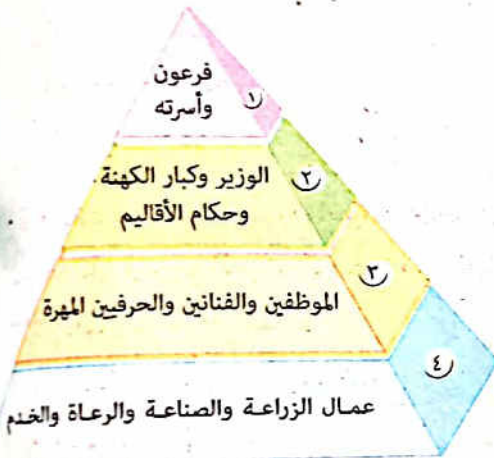 فرعون
وأسرته
١
الوزير وكبار الكهنة
وحكام الأقاليم
٢
الموظفين والفنانين والحرفيين المهرة
٣
عمال الزراعة والصناعة والرعاة والخدم
٤